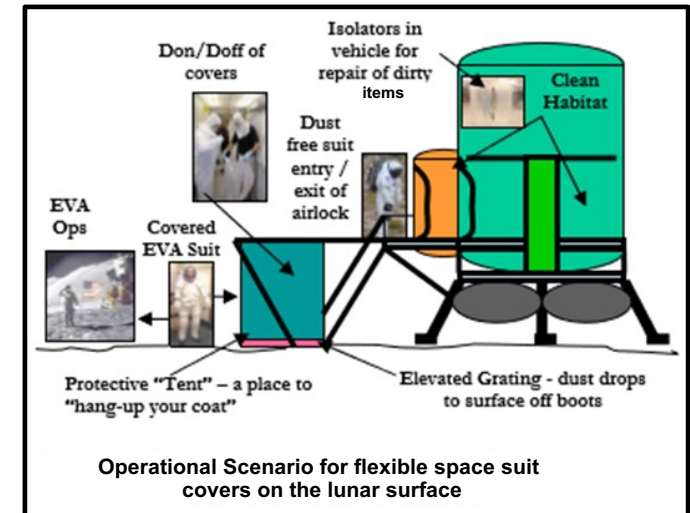 Isolators in
vehicle for
repair of dirty
items
Don/Doff of
covers
Clean
Habitat
Dust
free suit
entry /
exit of
airlock
EVA
Ops
Covered
EVA Suit
Protective “Tent” – a place to
“hang-up your coat”
Elevated Grating - dust drops
to surface off boots
Operational Scenario for flexible space suit
covers on the lunar surface